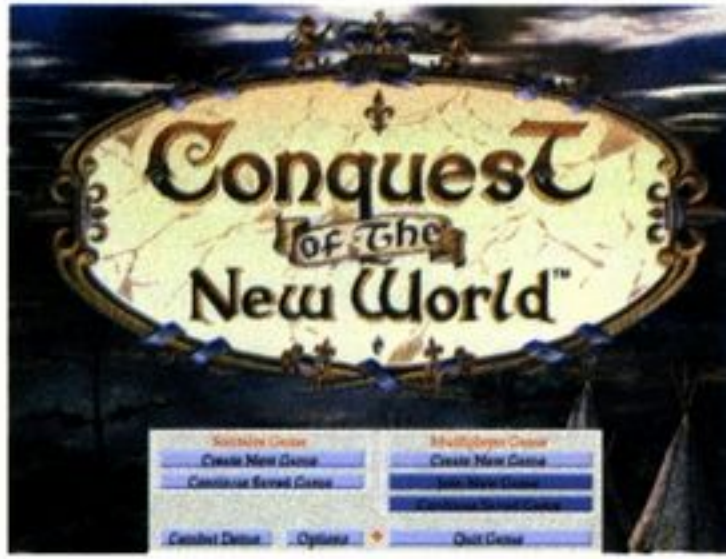 Conquest
of the
New World™
Solitaire Game
Multiplayer Game
Create New Game
Create New Game
Continue Saved Game
Join New Game
Continue Saved Game
Combat Demo
Options
Quit Game